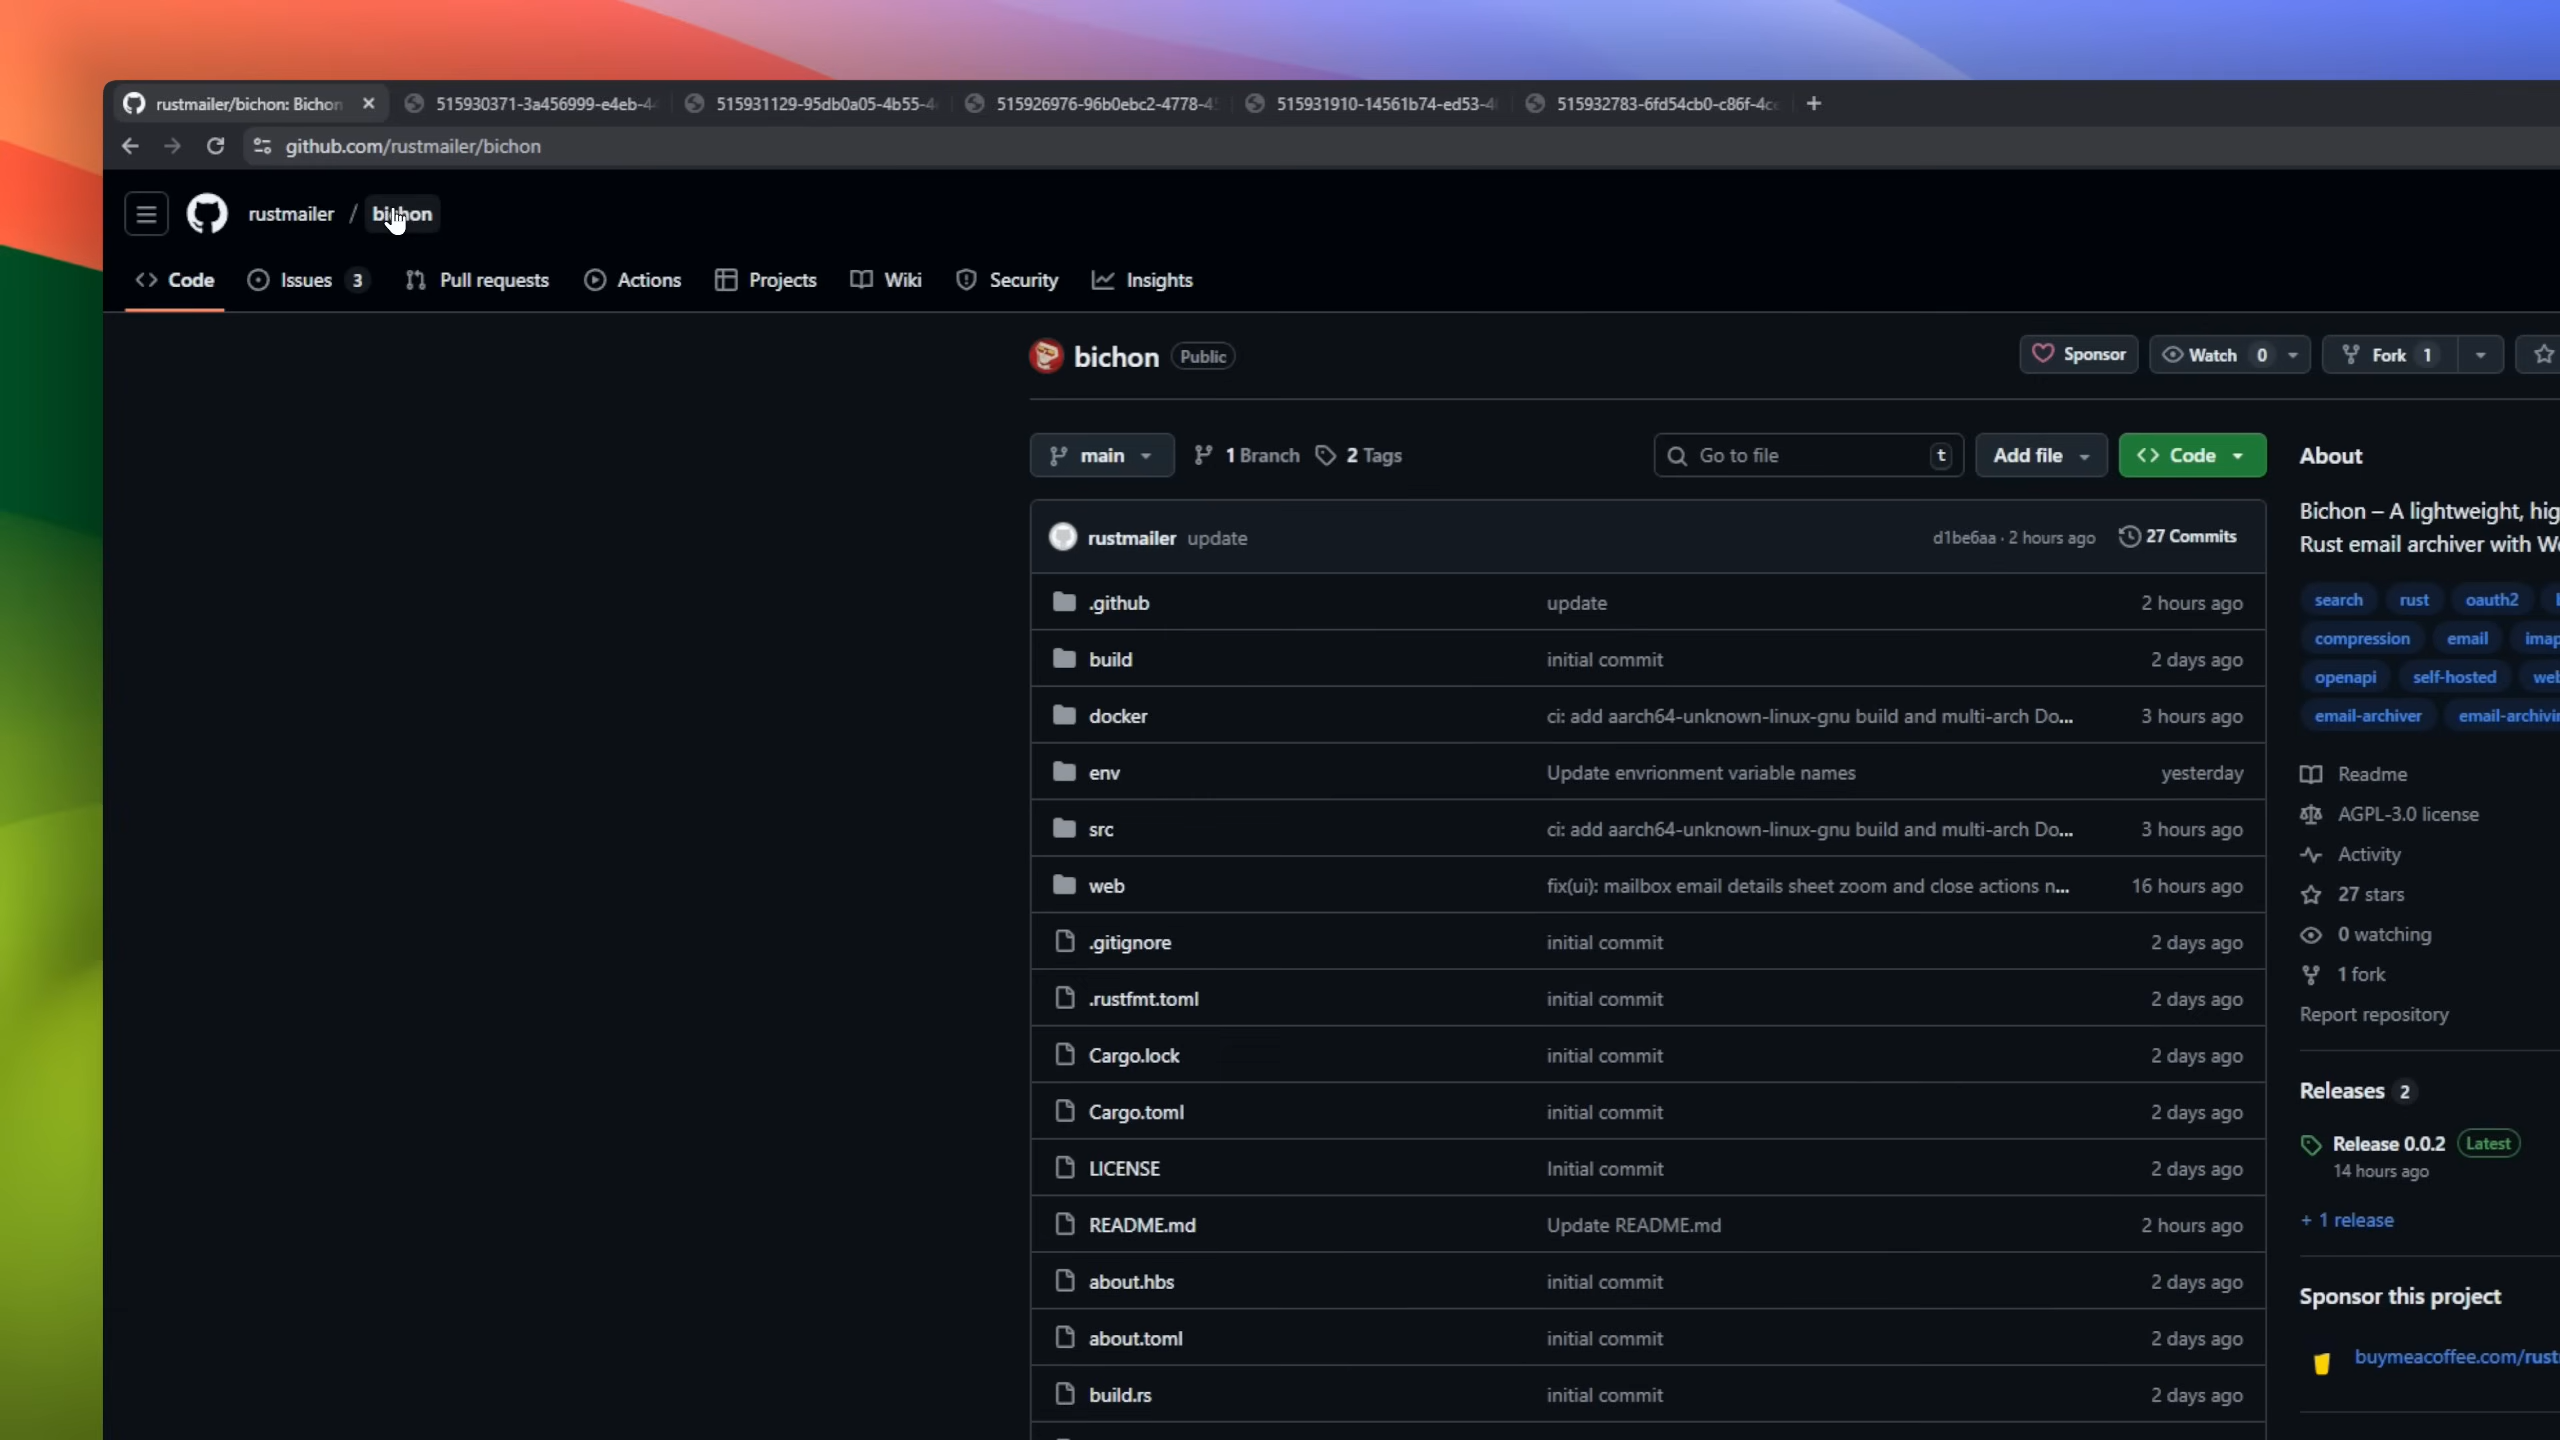 rustmailer/bichon: Bichon
515930371-3a456999-e4eb-4
515931129-95db0a05-4b55-4
515926976-96b0ebc2-4778-4
515931910-14561b74-ed53-4
515932783-6fd54cb0-c86f-4c
github.com/rustmailer/bichon
rustmailer / bichon
Code
Issues 3
Pull requests
Actions
Projects
Wiki
Security
Insights
bichon Public
Sponsor
Watch 0
Fork 1
main
1 Branch
2 Tags
Go to file t
Add file
Code
rustmailer update
d1be6aa · 2 hours ago
27 Commits
.github update 2 hours ago
build initial commit 2 days ago
docker ci: add aarch64-unknown-linux-gnu build and multi-arch Do... 3 hours ago
env Update envrionment variable names yesterday
src ci: add aarch64-unknown-linux-gnu build and multi-arch Do... 3 hours ago
web fix(ui): mailbox email details sheet zoom and close actions n... 16 hours ago
.gitignore initial commit 2 days ago
.rustfmt.toml initial commit 2 days ago
Cargo.lock initial commit 2 days ago
Cargo.toml initial commit 2 days ago
LICENSE Initial commit 2 days ago
README.md Update README.md 2 hours ago
about.hbs initial commit 2 days ago
about.toml initial commit 2 days ago
build.rs initial commit 2 days ago
About
Bichon – A lightweight, hig
Rust email archiver with We
search rust oauth2
compression email imap
openapi self-hosted web
email-archiver email-archivin
Readme
AGPL-3.0 license
Activity
27 stars
0 watching
1 fork
Report repository
Releases 2
Release 0.0.2 Latest
14 hours ago
+ 1 release
Sponsor this project
buymeacoffee.com/rust